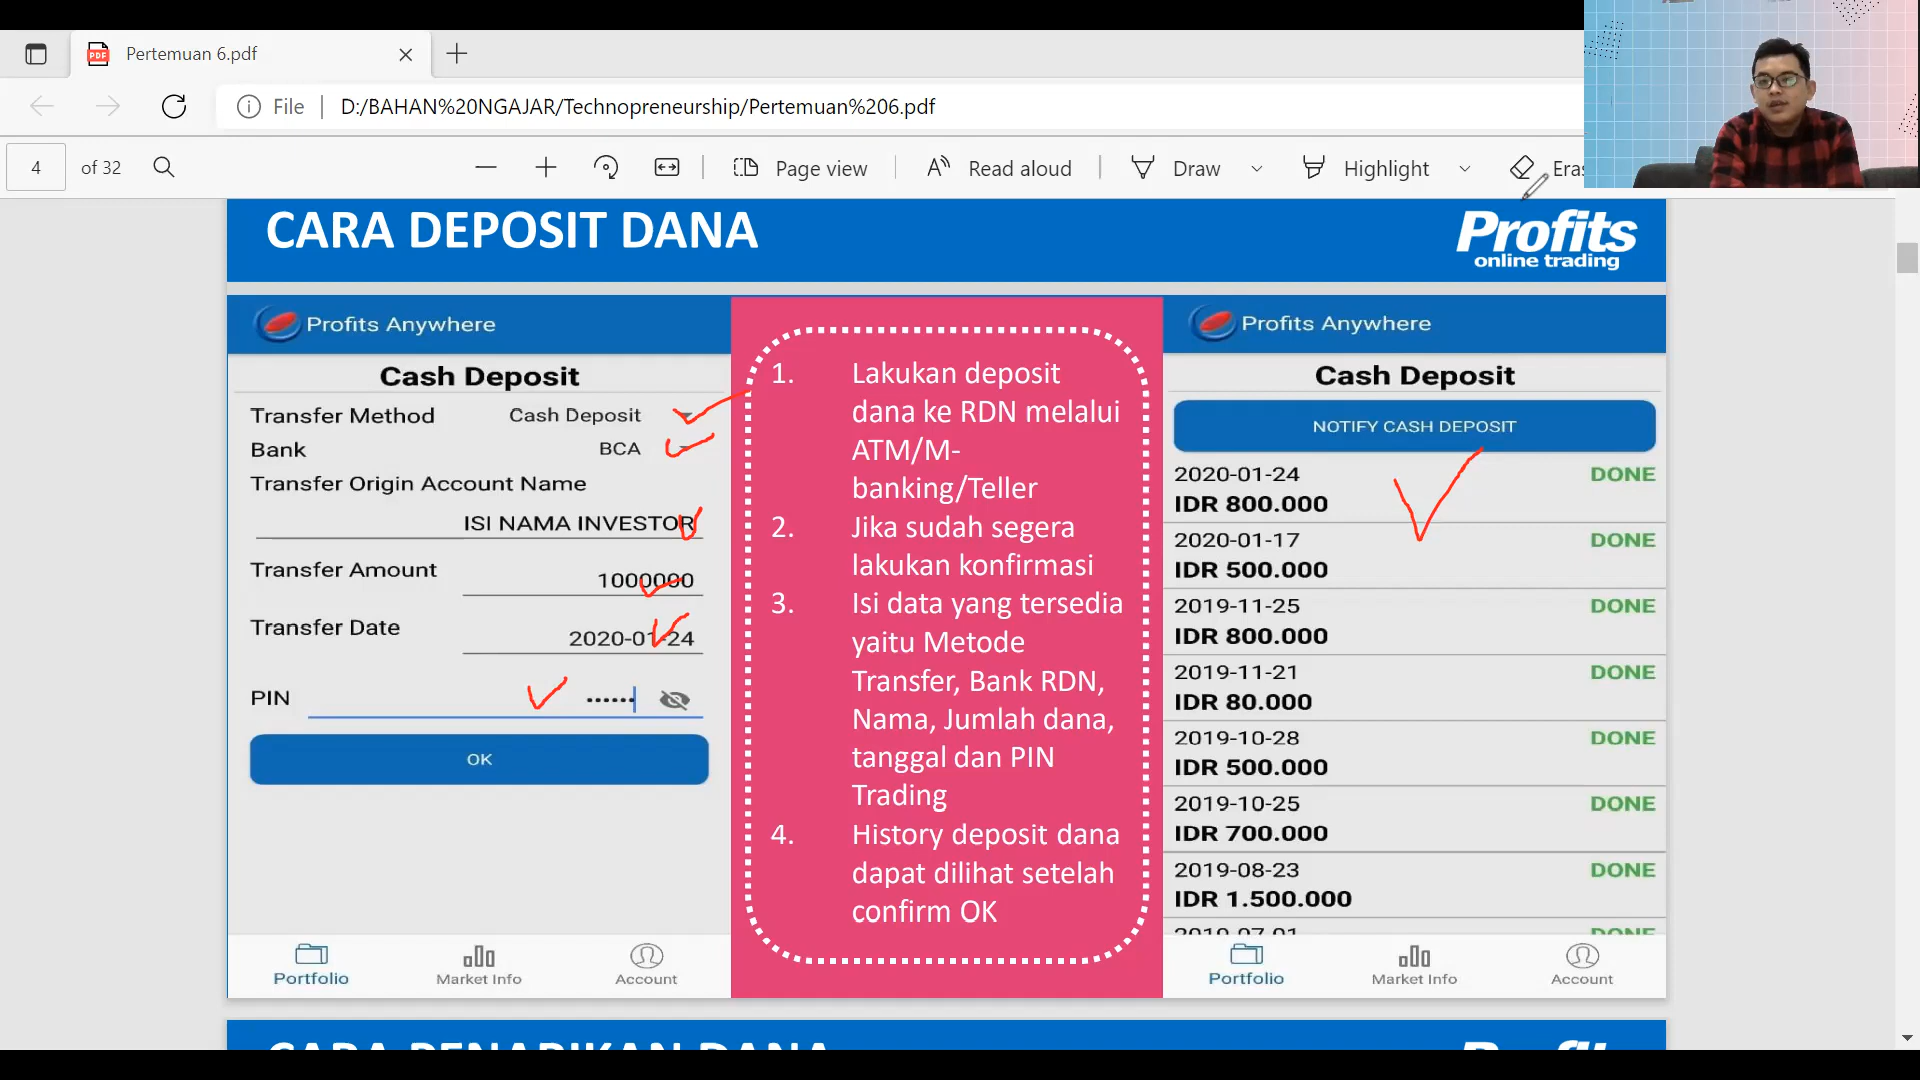 Pertemuan 6.pdf
File
D:/BAHAN%20NGAJAR/Technopreneurship/Pertemuan%206.pdf
4 of 32
Page view
Read aloud
Draw
Highlight
CARA DEPOSIT DANA
Profits
online trading
Profits Anywhere
Cash Deposit
Transfer Method Cash Deposit
Bank BCA
Transfer Origin Account Name
ISI NAMA INVESTOR
Transfer Amount 1000000
Transfer Date 2020-01-24
PIN ••••••
OK
Portfolio
Market Info
Account
1. Lakukan deposit
dana ke RDN melalui
ATM/M-
banking/Teller
2. Jika sudah segera
lakukan konfirmasi
3. Isi data yang tersedia
yaitu Metode
Transfer, Bank RDN,
Nama, Jumlah dana,
tanggal dan PIN
Trading
4. History deposit dana
dapat dilihat setelah
confirm OK
Profits Anywhere
Cash Deposit
NOTIFY CASH DEPOSIT
2020-01-24 DONE
IDR 800.000
2020-01-17 DONE
IDR 500.000
2019-11-25 DONE
IDR 800.000
2019-11-21 DONE
IDR 80.000
2019-10-28 DONE
IDR 500.000
2019-10-25 DONE
IDR 700.000
2019-08-23 DONE
IDR 1.500.000
2019-07-01 DONE
Portfolio
Market Info
Account
CARA PENARIKAN DANA